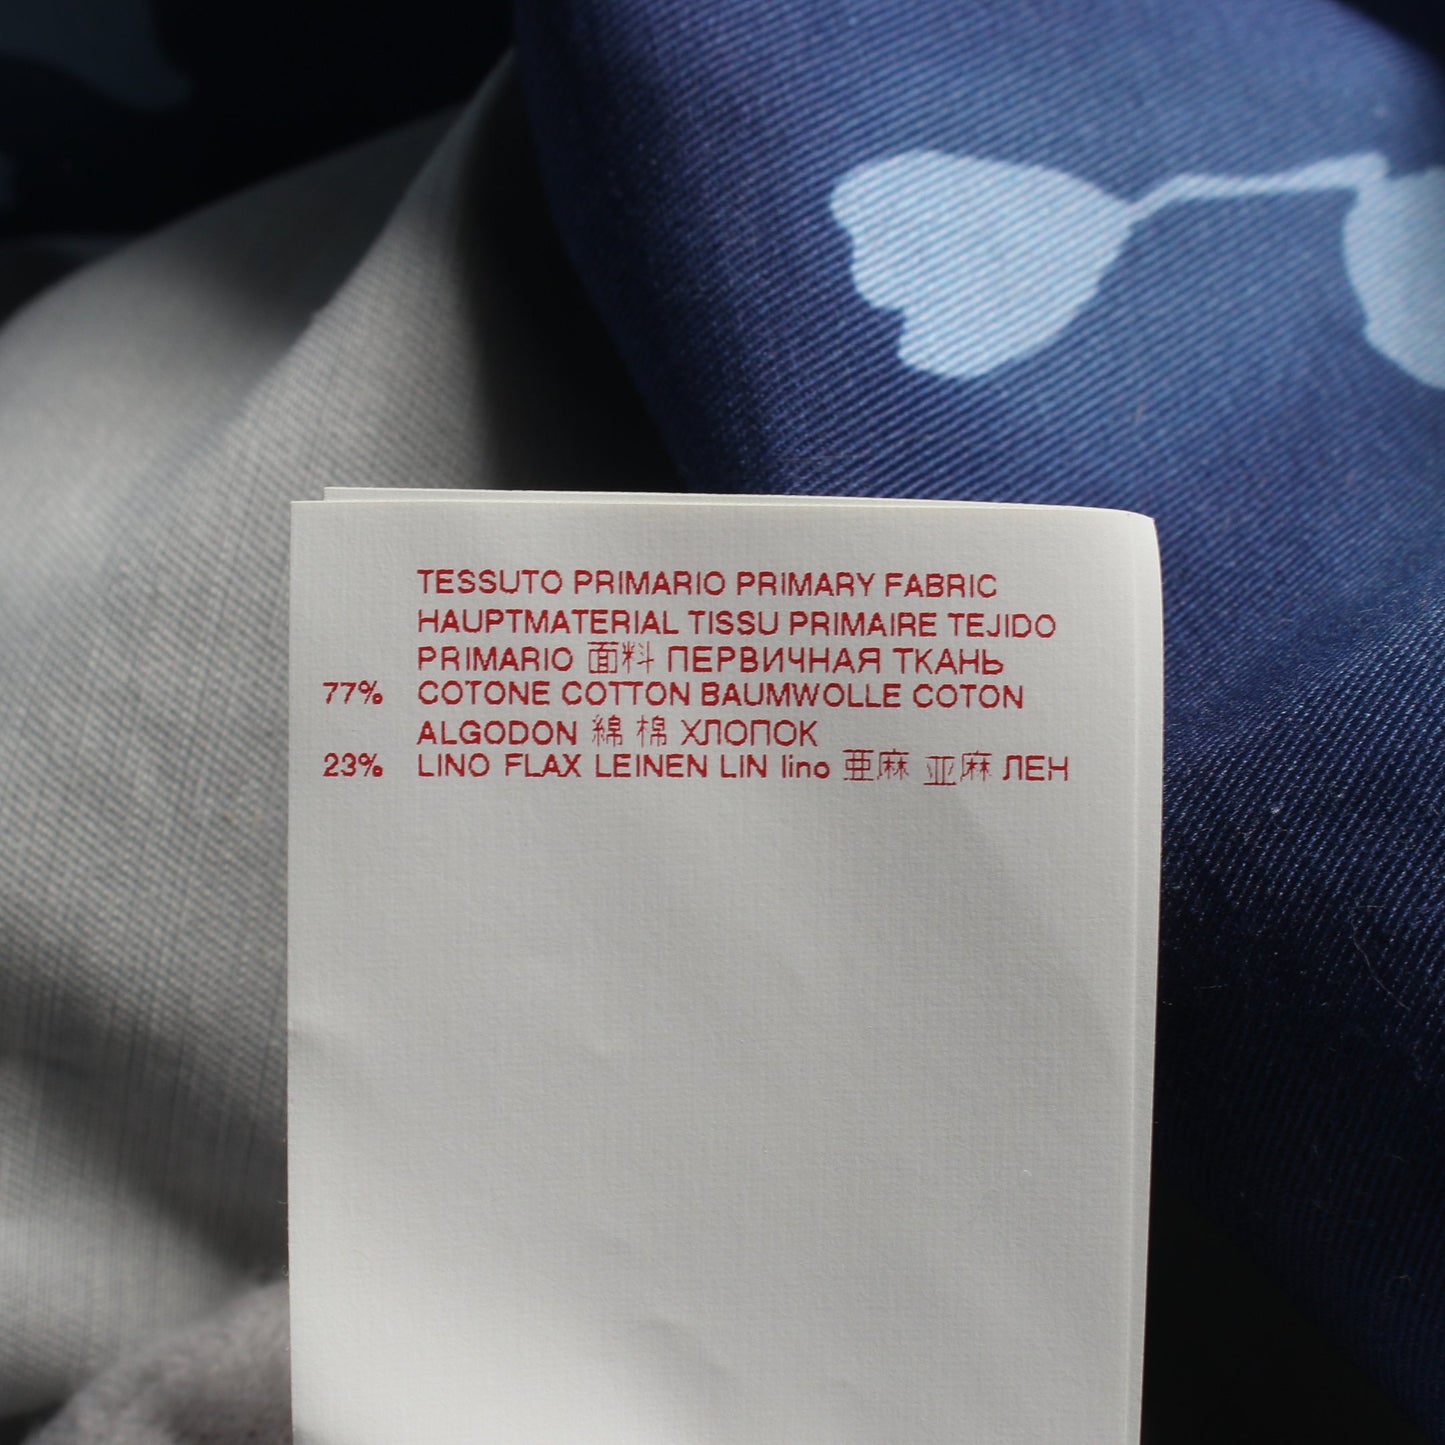 TESSUTO PRIMARIO PRIMARY FABRIC
HAUPTMATERIAL TISSU PRIMAIRE TEJIDO
PRIMARIO 面料 ПЕРВИЧНАЯ ТКАНЬ
77% COTONE COTTON BAUMWOLLE COTON
ALGODON 綿 棉 ХЛОПОК
23% LINO FLAX LEINEN LIN lino 亜麻 亚麻 ЛЕН